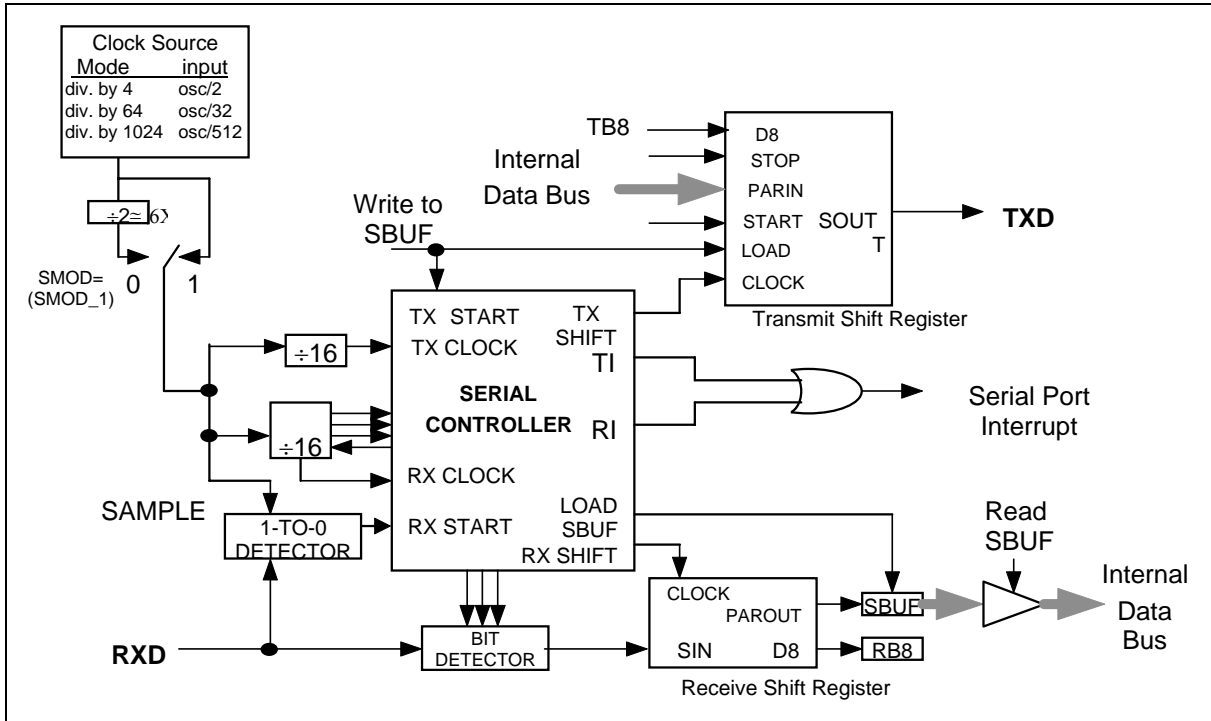 Clock Source
Mode input
div. by 4 osc/2
div. by 64 osc/32
div. by 1024 osc/512
÷2
SMOD=
(SMOD_1)
0 1
Write to
SBUF
TB8
Internal
Data Bus
D8
STOP
PARIN
START
LOAD
CLOCK
SOUT
T
TXD
Transmit Shift Register
÷16
÷16
TX START
TX CLOCK
SERIAL
CONTROLLER
RX CLOCK
RX START
TX
SHIFT
TI
RI
LOAD
SBUF
RX SHIFT
Serial Port
Interrupt
SAMPLE
1-TO-0
DETECTOR
RXD
BIT
DETECTOR
CLOCK
PAROUT
SIN D8
Receive Shift Register
SBUF
RB8
Read
SBUF
Internal
Data
Bus